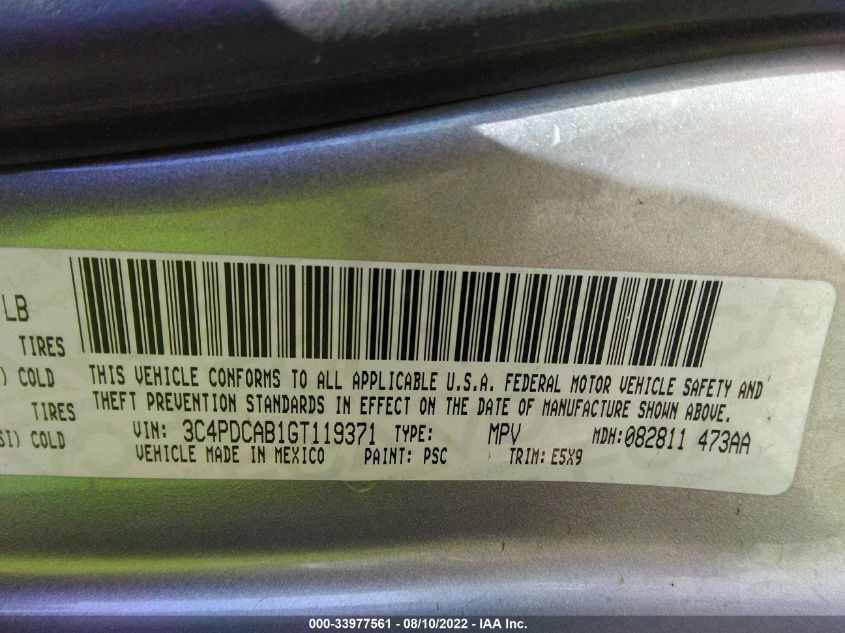 LB
TIRES
) COLD
TIRES
SI) COLD
THIS VEHICLE CONFORMS TO ALL APPLICABLE U.S.A. FEDERAL MOTOR VEHICLE SAFETY AND
THEFT PREVENTION STANDARDS IN EFFECT ON THE DATE OF MANUFACTURE SHOWN ABOVE.
VIN: 3C4PDCAB1GT119371 TYPE: MPV MDH:082811 473AA
VEHICLE MADE IN MEXICO PAINT: PSC TRIM: E5X9
000-33977561 - 08/10/2022 - IAA Inc.